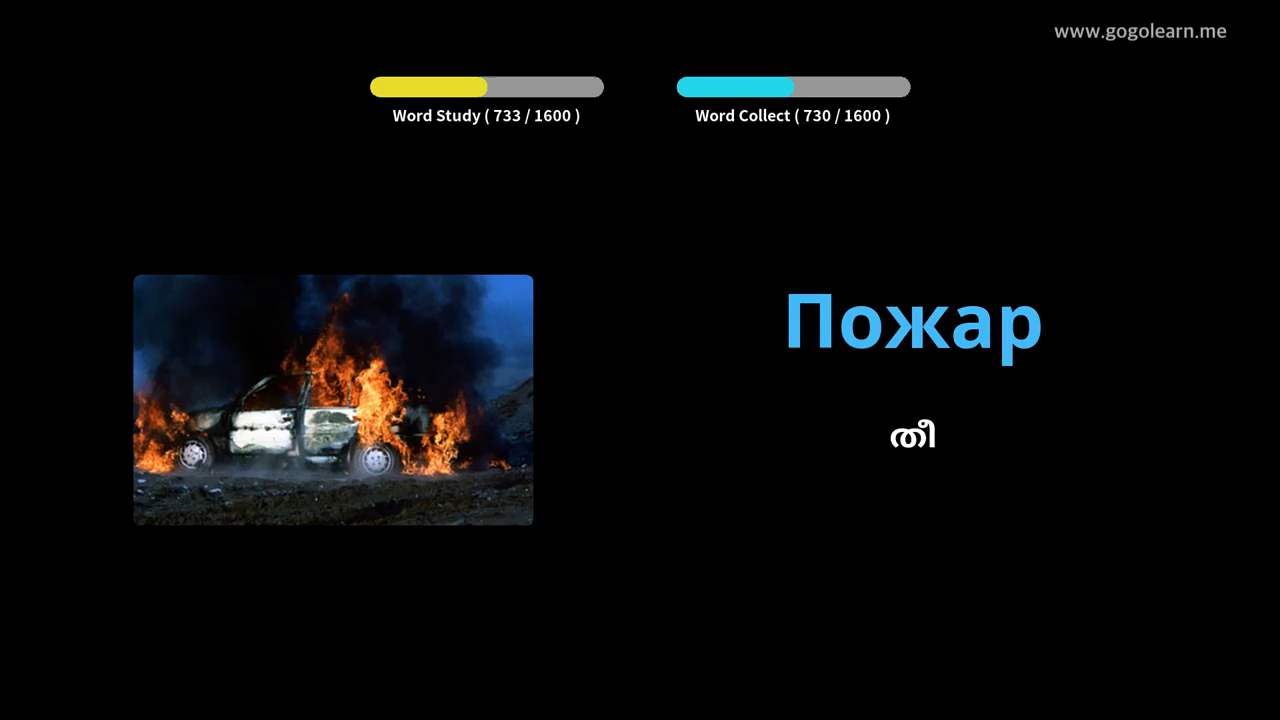 www.gogolearn.me
Word Study ( 733 / 1600 )
Word Collect ( 730 / 1600 )
Пожар
തീ